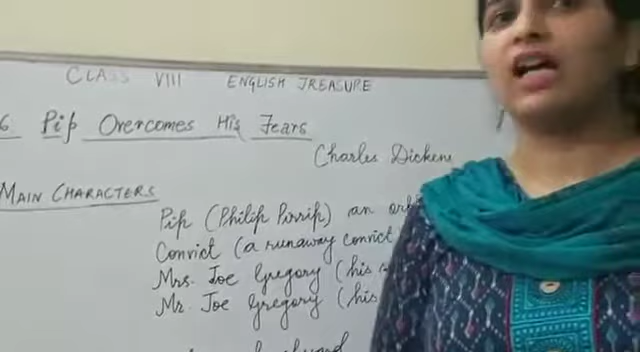 CLASS VIII ENGLISH TREASURE
6 Pip Overcomes His Fears
Charles Dickens
MAIN CHARACTERS
Pip (Philip Pirrip) an
Convict (a runaway convict
Mrs. Joe Gregory (his
Mr. Joe Gregory (his